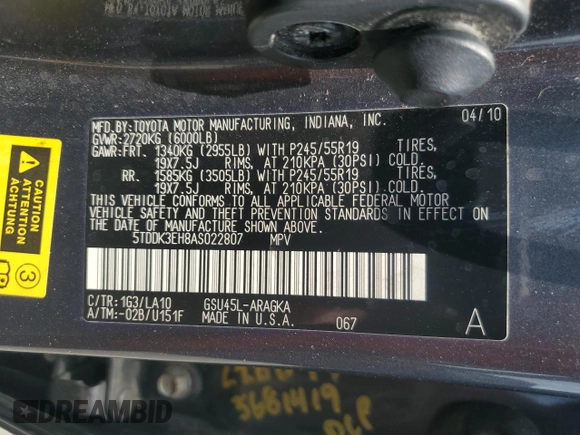 CAUTION
ATTENTION
MFD.BY:TOYOTA MOTOR MANUFACTURING, INDIANA, INC. 04/10
GVWR:2720KG (6000LB)
GAWR:FRT. 1340KG (2955LB) WITH P245/55R19 TIRES,
19X7.5J RIMS, AT 210KPA (30PSI) COLD.
RR. 1585KG (3505LB) WITH P245/55R19 TIRES,
19X7.5J RIMS, AT 210KPA (30PSI) COLD.
THIS VEHICLE CONFORMS TO ALL APPLICABLE FEDERAL MOTOR
VEHICLE SAFETY AND THEFT PREVENTION STANDARDS IN EFFECT ON
THE DATE OF MANUFACTURE SHOWN ABOVE.
5TDDK3EH8AS022807 MPV
C/TR:1G3/LA10 GSU45L-ARAGKA
A/TM:-02B/U151F MADE IN U.S.A. 067 A
3681419
DREAMBID